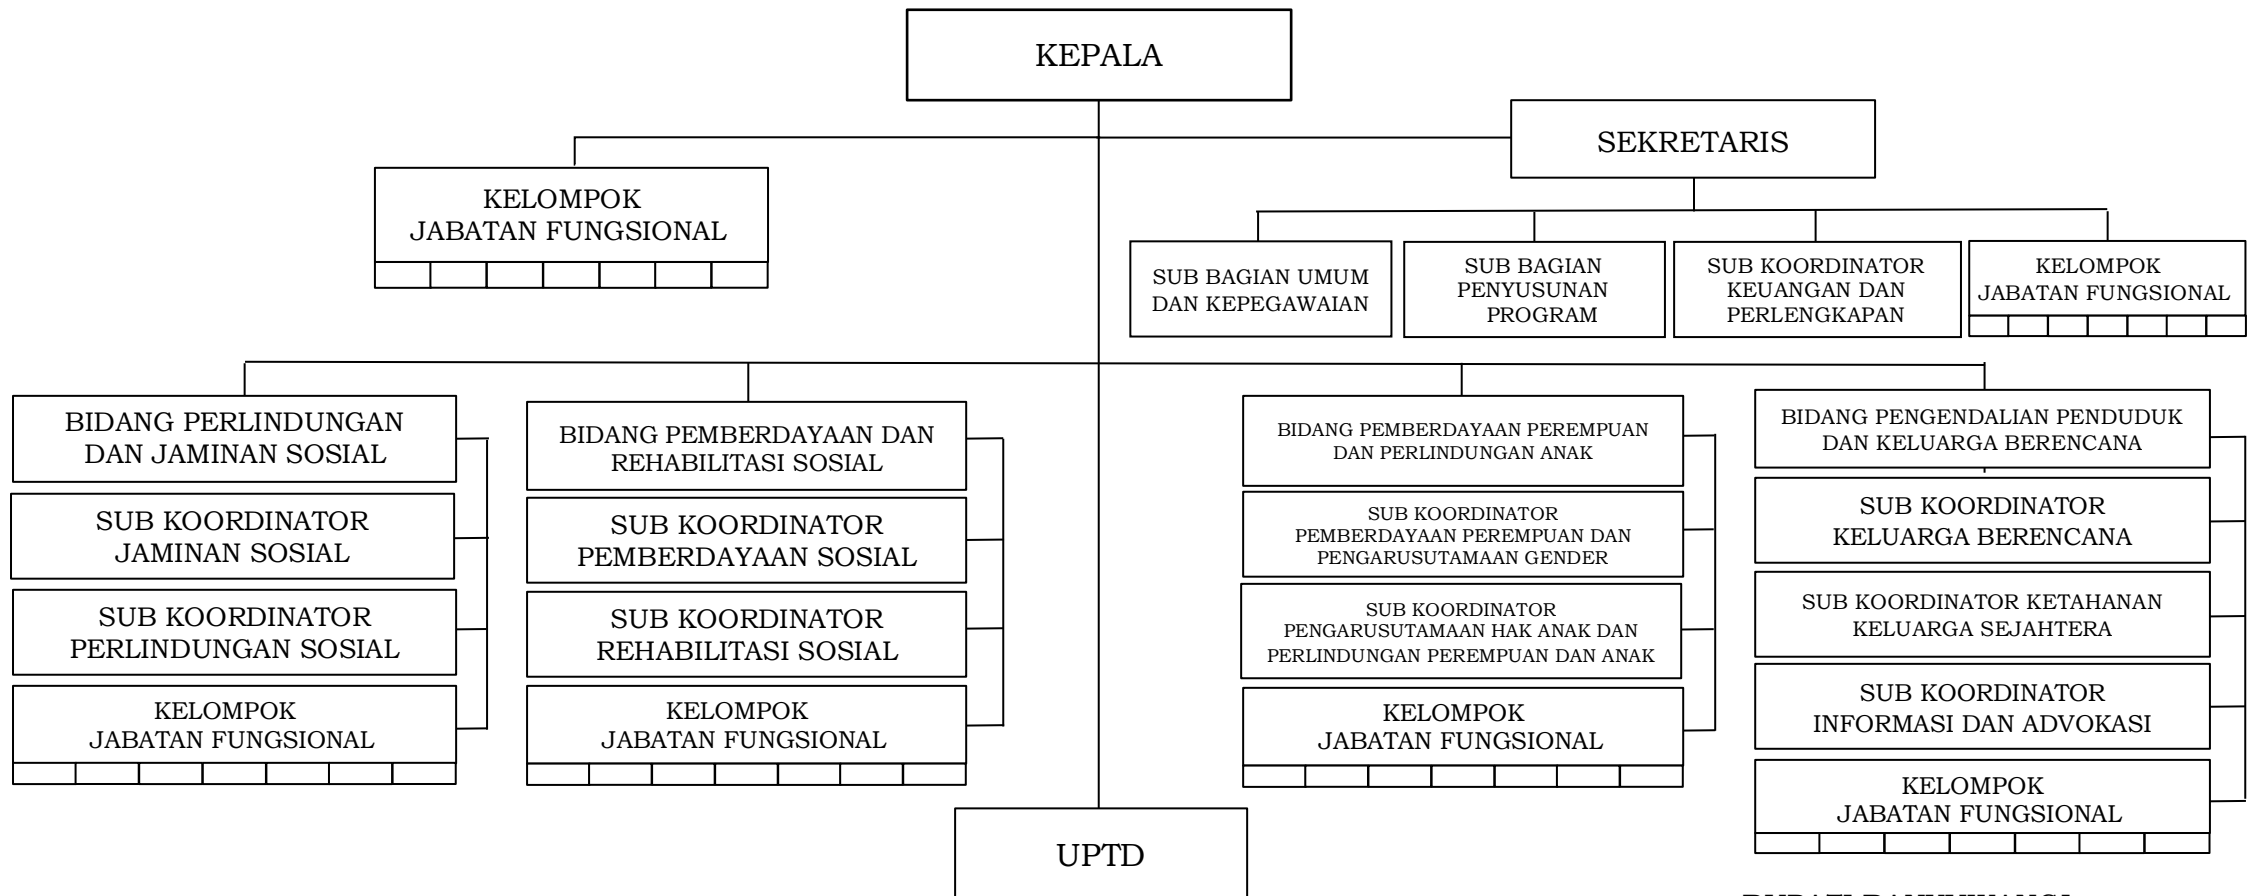 KEPALA
SEKRETARIS
KELOMPOK
JABATAN FUNGSIONAL
SUB BAGIAN UMUM
DAN KEPEGAWAIAN
SUB BAGIAN
PENYUSUNAN
PROGRAM
SUB KOORDINATOR
KEUANGAN DAN
PERLENGKAPAN
KELOMPOK
JABATAN FUNGSIONAL
BIDANG PERLINDUNGAN
DAN JAMINAN SOSIAL
SUB KOORDINATOR
JAMINAN SOSIAL
SUB KOORDINATOR
PERLINDUNGAN SOSIAL
KELOMPOK
JABATAN FUNGSIONAL
BIDANG PEMBERDAYAAN DAN
REHABILITASI SOSIAL
SUB KOORDINATOR
PEMBERDAYAAN SOSIAL
SUB KOORDINATOR
REHABILITASI SOSIAL
KELOMPOK
JABATAN FUNGSIONAL
BIDANG PEMBERDAYAAN PEREMPUAN
DAN PERLINDUNGAN ANAK
SUB KOORDINATOR
PEMBERDAYAAN PEREMPUAN DAN
PENGARUSUTAMAAN GENDER
SUB KOORDINATOR
PENGARUSUTAMAAN HAK ANAK DAN
PERLINDUNGAN PEREMPUAN DAN ANAK
KELOMPOK
JABATAN FUNGSIONAL
BIDANG PENGENDALIAN PENDUDUK
DAN KELUARGA BERENCANA
SUB KOORDINATOR
KELUARGA BERENCANA
SUB KOORDINATOR KETAHANAN
KELUARGA SEJAHTERA
SUB KOORDINATOR
INFORMASI DAN ADVOKASI
KELOMPOK
JABATAN FUNGSIONAL
UPTD